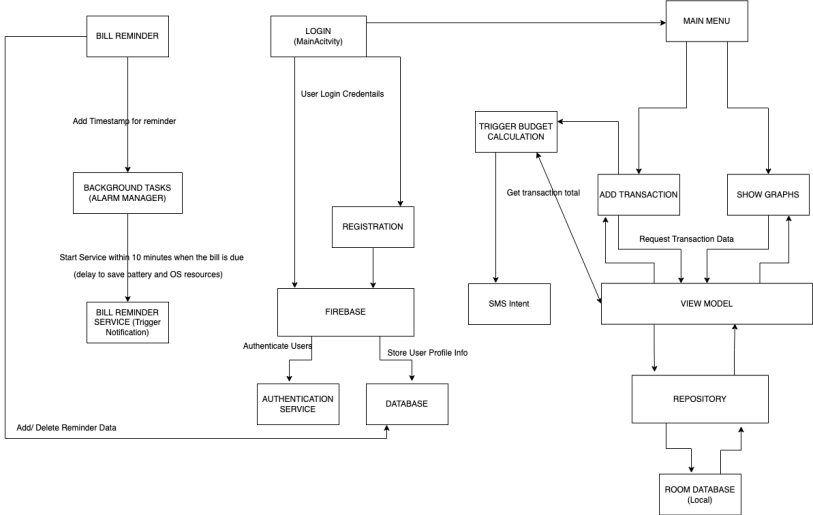 BILL REMINDER
LOGIN
(MainAcitvity)
MAIN MENU
User Login Credentails
Add Timestamp for reminder
TRIGGER BUDGET
CALCULATION
BACKGROUND TASKS
(ALARM MANAGER)
Get transaction total
ADD TRANSACTION
SHOW GRAPHS
REGISTRATION
Request Transaction Data
Start Service within 10 minutes when the bill is due
(delay to save battery and OS resources)
BILL REMINDER
SERVICE (Trigger
Notification)
FIREBASE
SMS Intent
VIEW MODEL
Authenticate Users
Store User Profile Info
AUTHENTICATION
SERVICE
DATABASE
REPOSITORY
Add/ Delete Reminder Data
ROOM DATABASE
(Local)